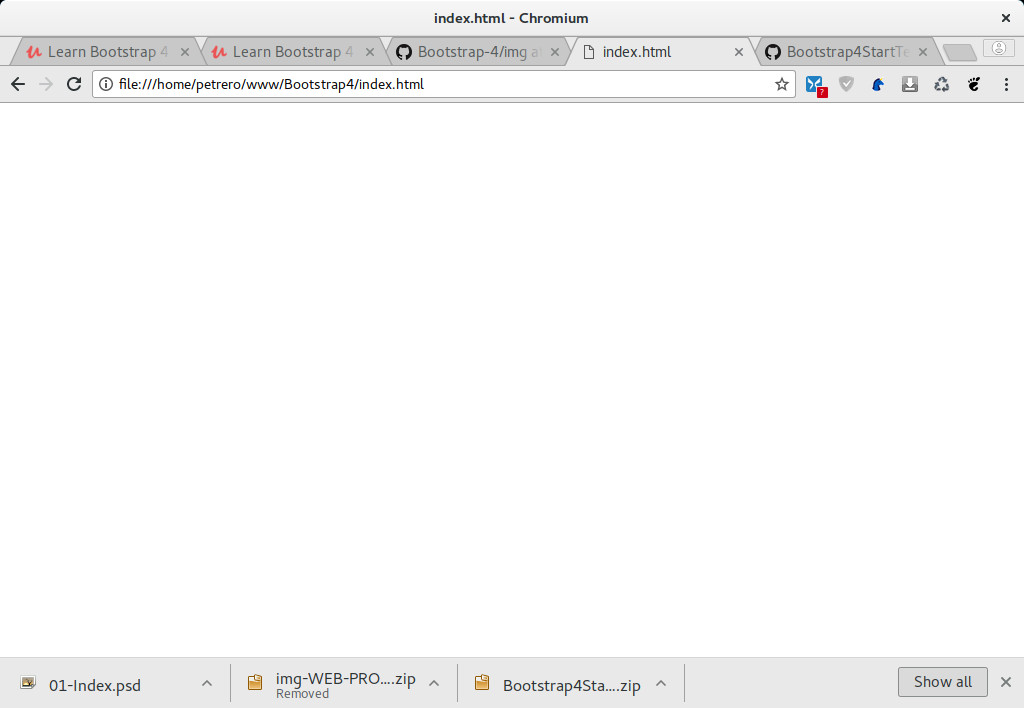 index.html - Chromium
Learn Bootstrap 4
Learn Bootstrap 4
Bootstrap-4/img at
index.html
Bootstrap4StartTe
file:///home/petrero/www/Bootstrap4/index.html
?
01-Index.psd
img-WEB-PRO....zip
Removed
Bootstrap4Sta....zip
Show all